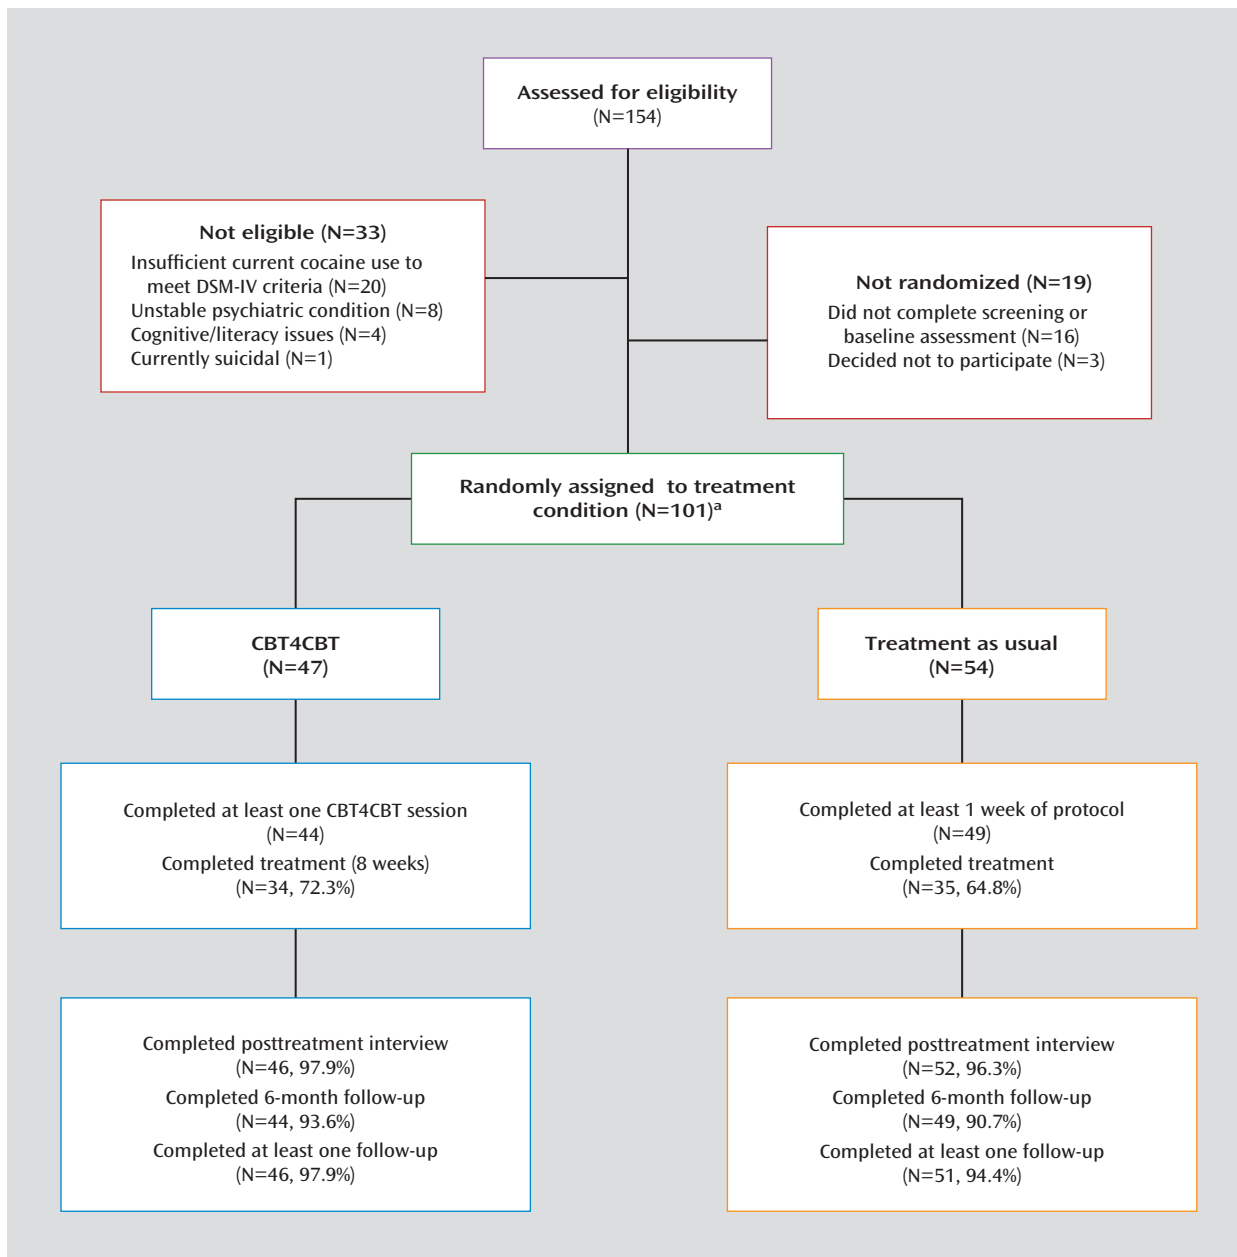 Assessed for eligibility
(N=154)
Not eligible (N=33)
Insufficient current cocaine use to
meet DSM-IV criteria (N=20)
Unstable psychiatric condition (N=8)
Cognitive/literacy issues (N=4)
Currently suicidal (N=1)
Not randomized (N=19)
Did not complete screening or
baseline assessment (N=16)
Decided not to participate (N=3)
Randomly assigned to treatment
condition (N=101)a
CBT4CBT
(N=47)
Treatment as usual
(N=54)
Completed at least one CBT4CBT session
(N=44)
Completed treatment (8 weeks)
(N=34, 72.3%)
Completed at least 1 week of protocol
(N=49)
Completed treatment
(N=35, 64.8%)
Completed posttreatment interview
(N=46, 97.9%)
Completed 6-month follow-up
(N=44, 93.6%)
Completed at least one follow-up
(N=46, 97.9%)
Completed posttreatment interview
(N=52, 96.3%)
Completed 6-month follow-up
(N=49, 90.7%)
Completed at least one follow-up
(N=51, 94.4%)